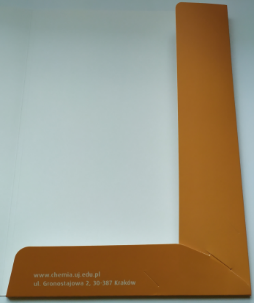 www.chemia.uj.edu.pl
ul. Gronostajowa 2, 30-387 Kraków